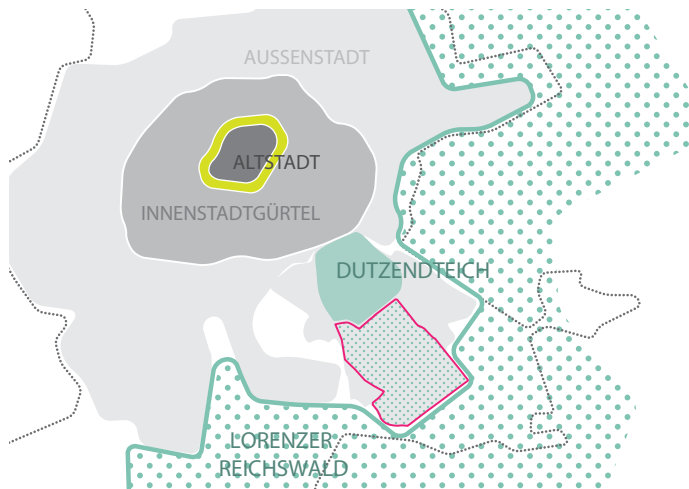 AUSSENSTADT
ALTSTADT
INNENSTADTGÜRTEL
DUTZENDTEICH
LORENZER
REICHSWALD